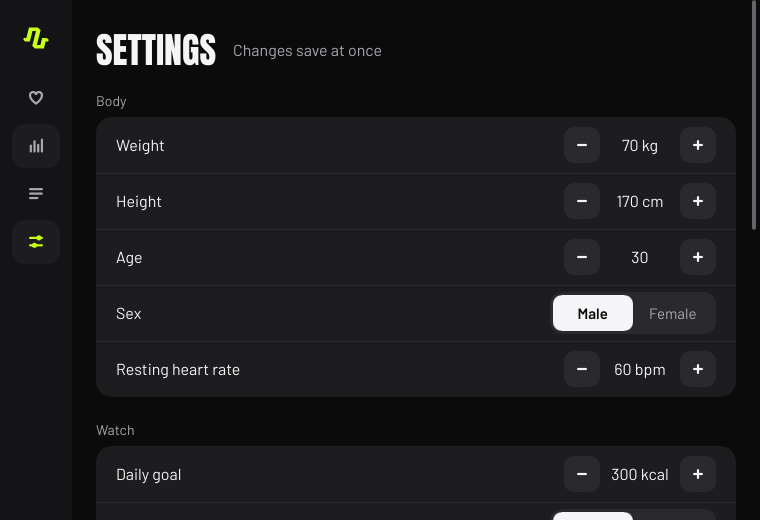 SETTINGS Changes save at once
Body
Weight − 70 kg +
Height − 170 cm +
Age − 30 +
Sex Male Female
Resting heart rate − 60 bpm +
Watch
Daily goal − 300 kcal +